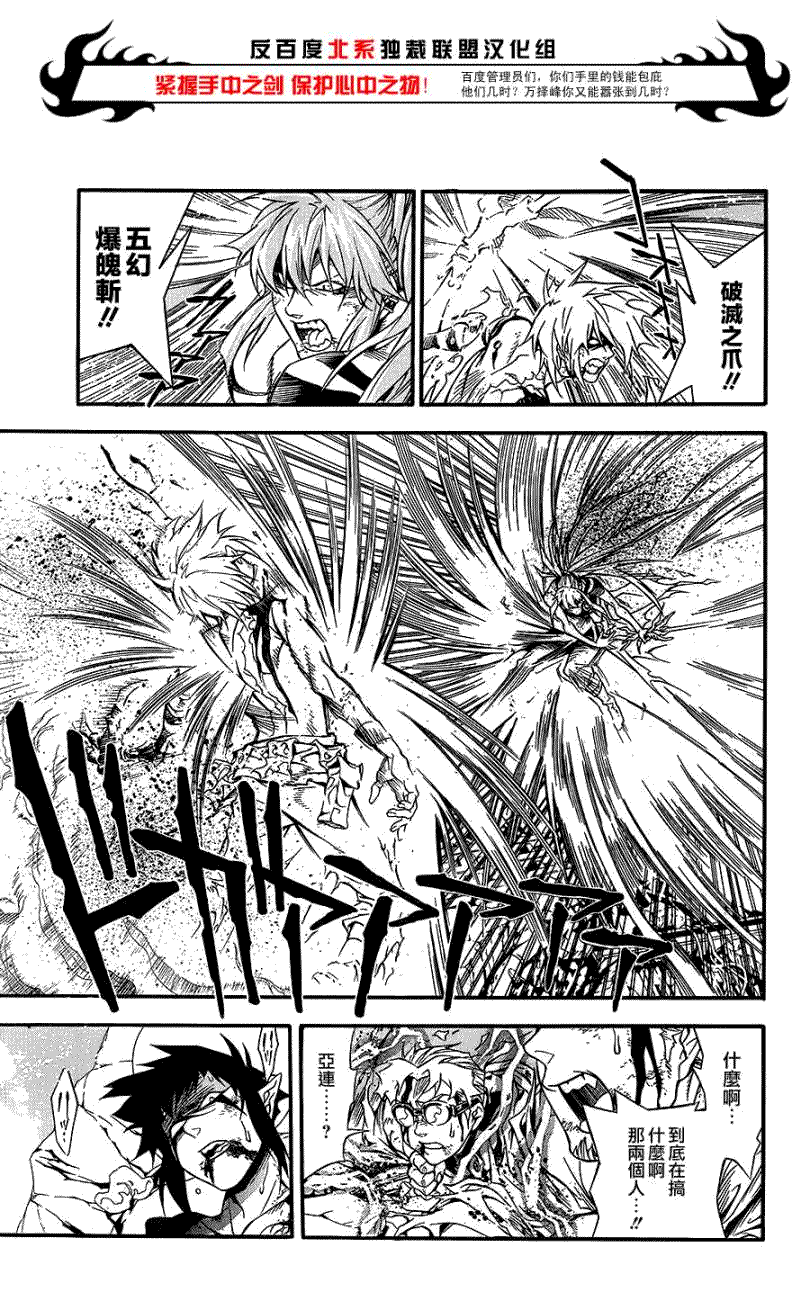 反百度北系独裁联盟汉化组
紧握手中之剑 保护心中之物！
百度管理员们，你们手里的钱能包庇
他们几时？万择峰你又能嚣张到几时？
破滅之爪!!
五幻
爆魄斬!!
ドガガアアアア
什麼啊…
到底在搞
什麼啊
那兩個人…!!
亞連……?